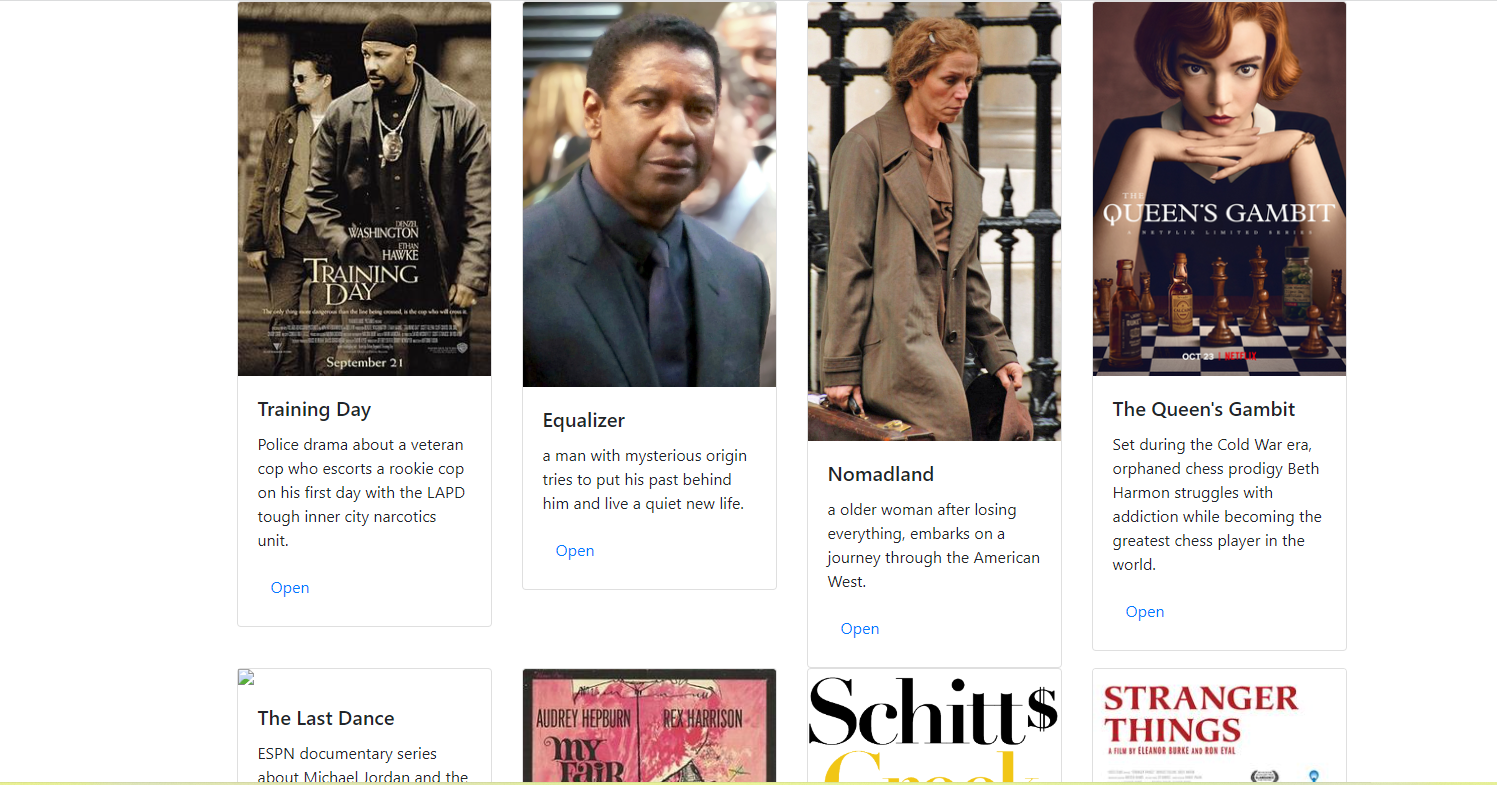 DENZEL
WASHINGTON
ETHAN
HAWKE
TRAINING
DAY
The only thing more dangerous than the line being crossed, is the cop who will cross it.
September 21
Training Day
Police drama about a veteran
cop who escorts a rookie cop
on his first day with the LAPD
tough inner city narcotics
unit.
Open
Equalizer
a man with mysterious origin
tries to put his past behind
him and live a quiet new life.
Open
Nomadland
a older woman after losing
everything, embarks on a
journey through the American
West.
Open
THE
QUEEN'S GAMBIT
A NETFLIX LIMITED SERIES
OCT 23 | NETFLIX
The Queen's Gambit
Set during the Cold War era,
orphaned chess prodigy Beth
Harmon struggles with
addiction while becoming the
greatest chess player in the
world.
Open
The Last Dance
ESPN documentary series
about Michael Jordan and the
AUDREY HEPBURN REX HARRISON
MY
FAIR
Schitt$
Creek
STRANGER
THINGS
A FILM BY ELEANOR BURKE AND RON EYAL